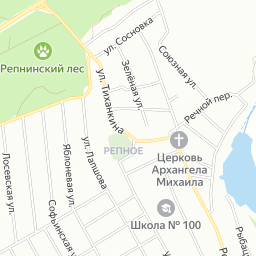 ул. Сосновка
Союзная ул.
Зелёная ул.
Репнинский лес
ул. Тиханкина
Речной пер.
РЕПНОЕ
Церковь
Архангела
Михаила
ул. Лапшова
Яблоневая ул.
Лосевская ул.
Софьинская ул.
Школа № 100